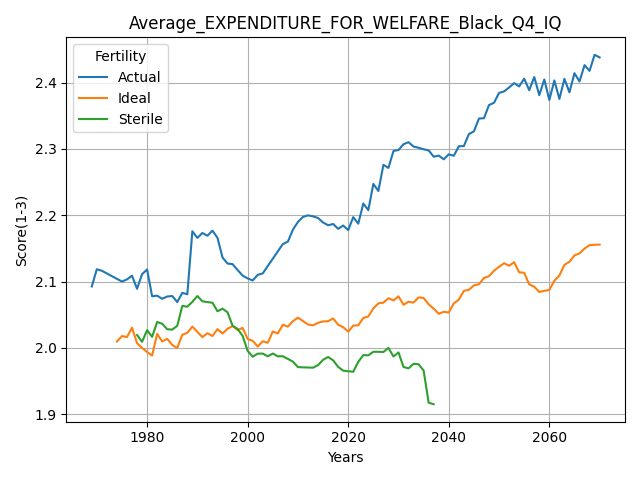 Average_EXPENDITURE_FOR_WELFARE_Black_Q4_IQ
Fertility
Actual
Ideal
Sterile
Score(1-3)
2.4
2.3
2.2
2.1
2.0
1.9
1980 2000 2020 2040 2060
Years